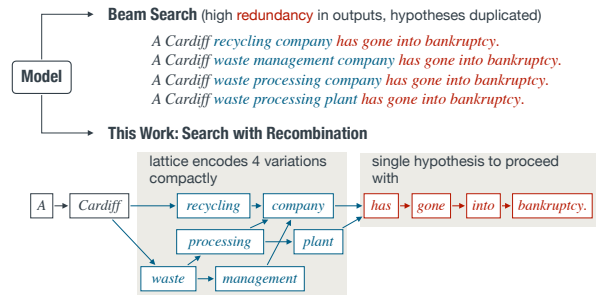 Beam Search (high redundancy in outputs, hypotheses duplicated)
A Cardiff recycling company has gone into bankruptcy.
A Cardiff waste management company has gone into bankruptcy.
A Cardiff waste processing company has gone into bankruptcy.
A Cardiff waste processing plant has gone into bankruptcy.
Model
This Work: Search with Recombination
lattice encodes 4 variations
compactly
single hypothesis to proceed
with
A Cardiff recycling company has gone into bankruptcy.
processing plant
waste management